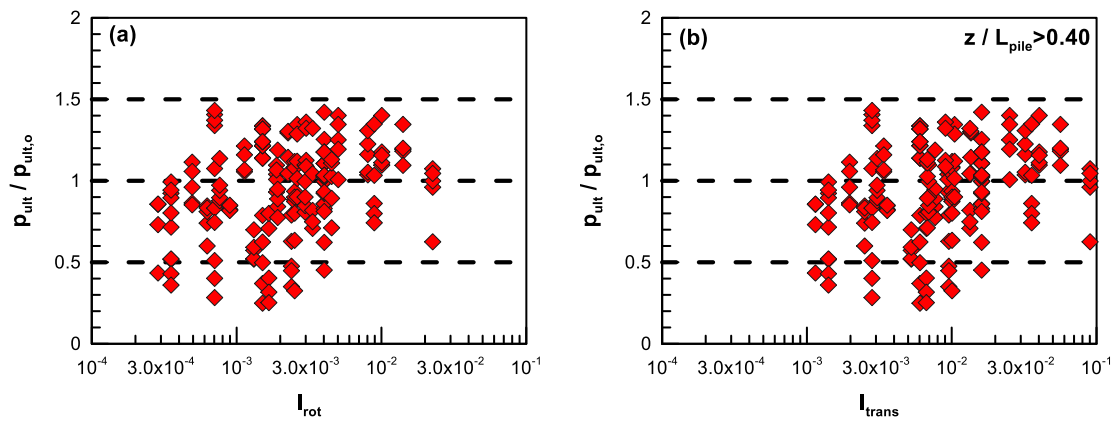 (a)
2
1.5
1
0.5
0
p_ult / p_ult,o
10^-4 3.0x10^-4 10^-3 3.0x10^-3 10^-2 3.0x10^-2 10^-1
I_rot
(b)
z / L_pile>0.40
2
1.5
1
0.5
0
p_ult / p_ult,o
10^-4 3.0x10^-4 10^-3 3.0x10^-3 10^-2 3.0x10^-2 10^-1
I_trans